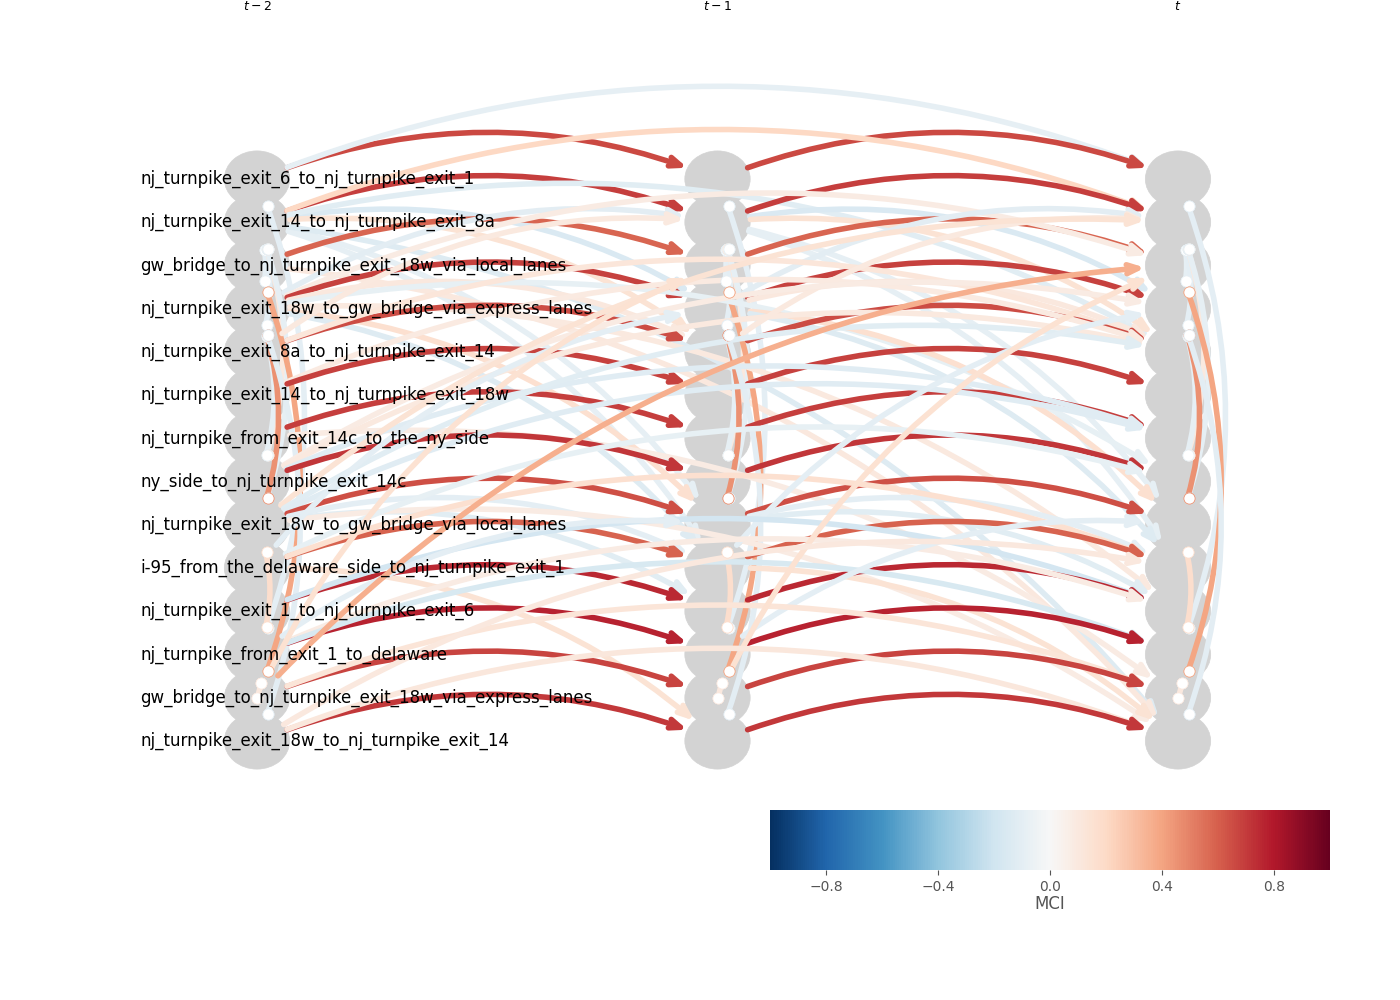 t − 2 t − 1 t
nj_turnpike_exit_6_to_nj_turnpike_exit_1
nj_turnpike_exit_14_to_nj_turnpike_exit_8a
gw_bridge_to_nj_turnpike_exit_18w_via_local_lanes
nj_turnpike_exit_18w_to_gw_bridge_via_express_lanes
nj_turnpike_exit_8a_to_nj_turnpike_exit_14
nj_turnpike_exit_14_to_nj_turnpike_exit_18w
nj_turnpike_from_exit_14c_to_the_ny_side
ny_side_to_nj_turnpike_exit_14c
nj_turnpike_exit_18w_to_gw_bridge_via_local_lanes
i-95_from_the_delaware_side_to_nj_turnpike_exit_1
nj_turnpike_exit_1_to_nj_turnpike_exit_6
nj_turnpike_from_exit_1_to_delaware
gw_bridge_to_nj_turnpike_exit_18w_via_express_lanes
nj_turnpike_exit_18w_to_nj_turnpike_exit_14
−0.8 −0.4 0.0 0.4 0.8
MCI